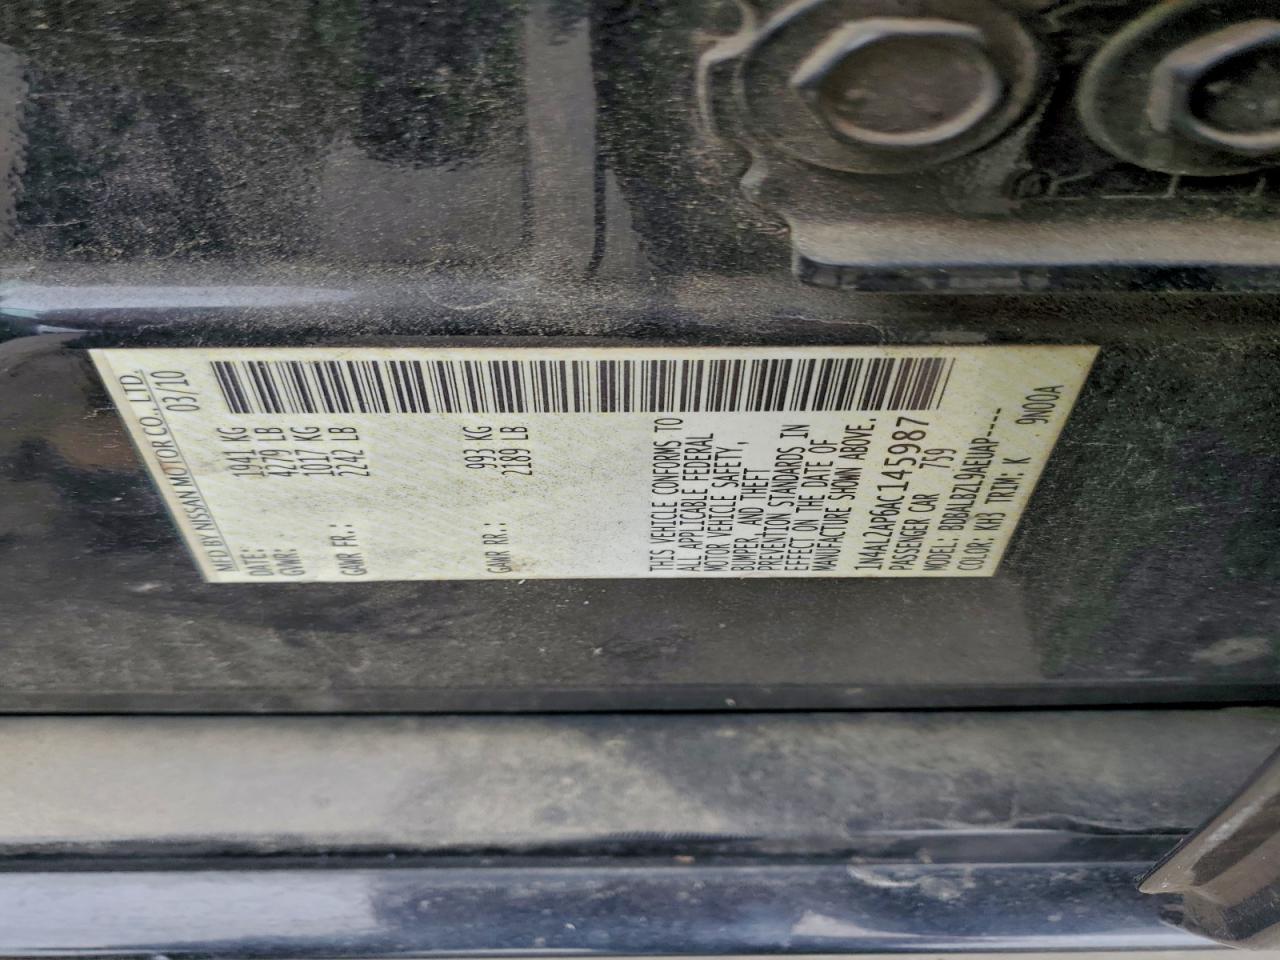 MFD BY NISSAN MOTOR CO., LTD.
DATE: 03/10
GVWR: 1941 KG
4279 LB
GAWR FR.: 1017 KG
2242 LB
GAWR RR.: 993 KG
2189 LB
THIS VEHICLE CONFORMS TO
ALL APPLICABLE FEDERAL
MOTOR VEHICLE SAFETY,
BUMPER, AND THEFT
PREVENTION STANDARDS IN
EFFECT ON THE DATE OF
MANUFACTURE SHOWN ABOVE.
1N4AL2AP6AC145987
PASSENGER CAR 759
MODEL: BDBALBZL9AEUAP----
COLOR: KH3 TRIM K 9N00A